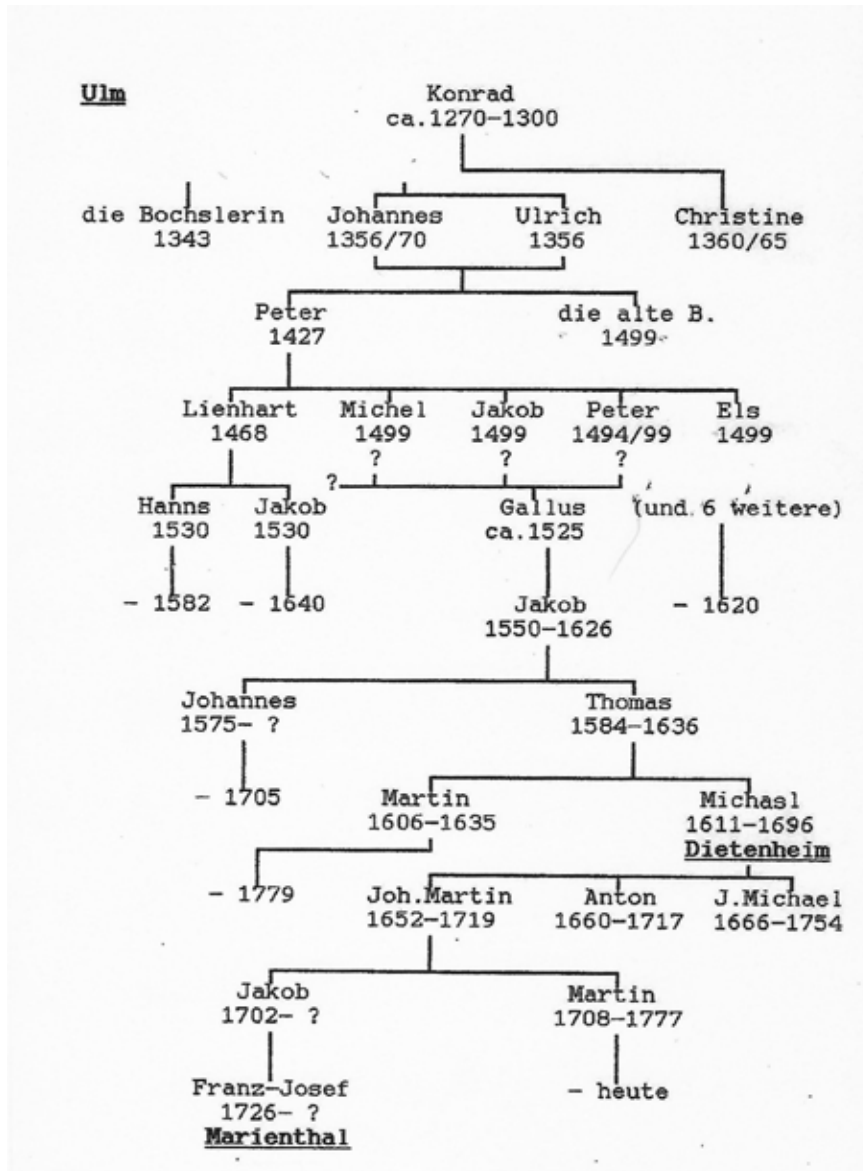 Ulm
Konrad
ca.1270-1300
die Bochslerin Johannes Ulrich Christine
1343 1356/70 1356 1360/65
Peter die alte B.
1427 1499
Lienhart Michel Jakob Peter Els
1468 1499 1499 1494/99 1499
? ? ?
?
Hanns Jakob Gallus (und 6 weitere)
1530 1530 ca.1525
- 1582 - 1640 Jakob - 1620
1550-1626
Johannes Thomas
1575- ? 1584-1636
- 1705 Martin Michasl
1606-1635 1611-1696
Dietenheim
- 1779 Joh.Martin Anton J.Michael
1652-1719 1660-1717 1666-1754
Jakob Martin
1702- ? 1708-1777
Franz-Josef - heute
1726- ?
Marienthal